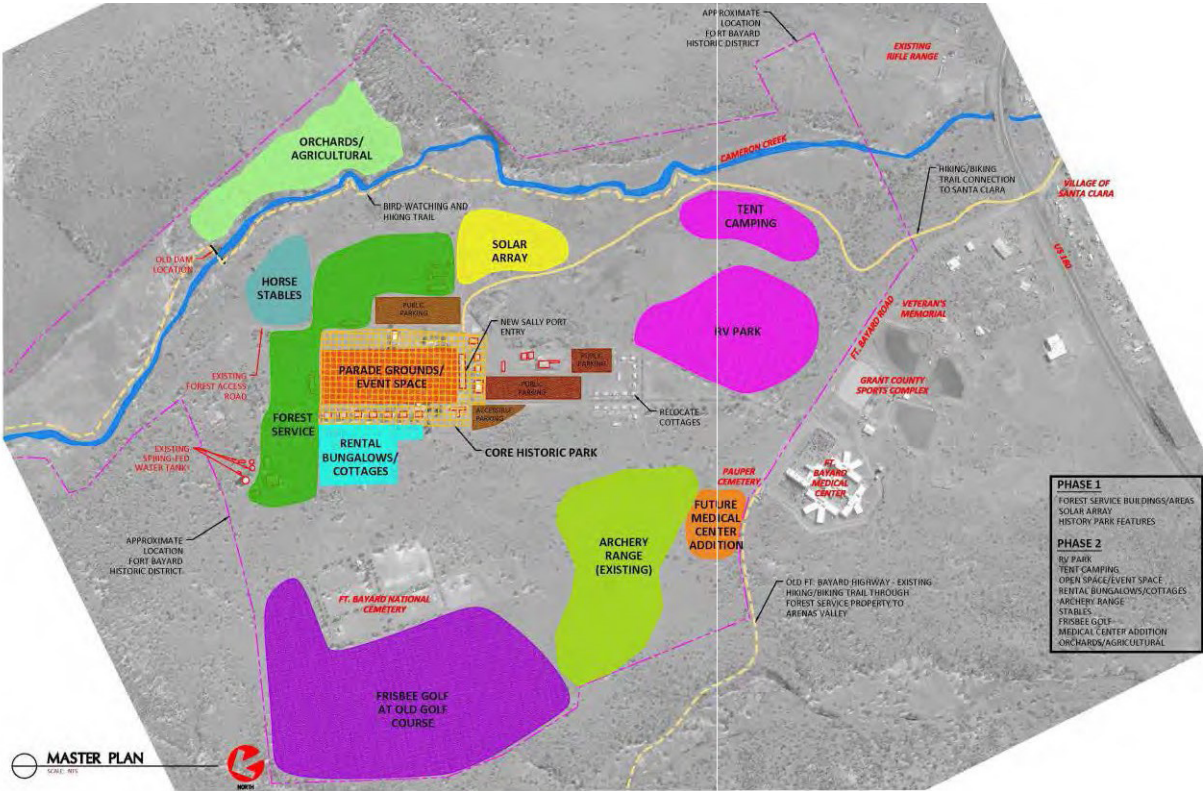 APPROXIMATE
LOCATION
FORT BAYARD
HISTORIC DISTRICT
EXISTING
RIFLE RANGE
ORCHARDS/
AGRICULTURAL
CAMERON CREEK
HIKING/BIKING
TRAIL CONNECTION
TO SANTA CLARA
VILLAGE OF
SANTA CLARA
BIRD-WATCHING AND
HIKING TRAIL
TENT
CAMPING
SOLAR
ARRAY
OLD DAM
LOCATION
US 180
HORSE
STABLES
PUBLIC
PARKING
NEW SALLY PORT
ENTRY
RV PARK
FT. BAYARD ROAD
VETERAN'S
MEMORIAL
PARADE GROUNDS/
EVENT SPACE
PUBLIC
PARKING
PUBLIC
PARKING
EXISTING
FOREST ACCESS
ROAD
GRANT COUNTY
SPORTS COMPLEX
ACCESSIBLE
PARKING
RELOCATE
COTTAGES
FOREST
SERVICE
RENTAL
BUNGALOWS/
COTTAGES
CORE HISTORIC PARK
EXISTING
SPRING-FED
WATER TANK
PAUPER
CEMETERY
FT.
BAYARD
MEDICAL
CENTER
FUTURE
MEDICAL
CENTER
ADDITION
ARCHERY
RANGE
(EXISTING)
APPROXIMATE
LOCATION
FORT BAYARD
HISTORIC DISTRICT.
PHASE 1
FOREST SERVICE BUILDINGS/AREAS
SOLAR ARRAY
HISTORY PARK FEATURES
PHASE 2
RV PARK
TENT CAMPING
OPEN SPACE/EVENT SPACE
RENTAL BUNGALOWS/COTTAGES
ARCHERY RANGE
STABLES
FRISBEE GOLF
MEDICAL CENTER ADDITION
ORCHARDS/AGRICULTURAL
OLD FT. BAYARD HIGHWAY - EXISTING
HIKING/BIKING TRAIL THROUGH
FOREST SERVICE PROPERTY TO
ARENAS VALLEY
FT. BAYARD NATIONAL
CEMETERY
FRISBEE GOLF
AT OLD GOLF
COURSE
MASTER PLAN
SCALE: NTS
NORTH